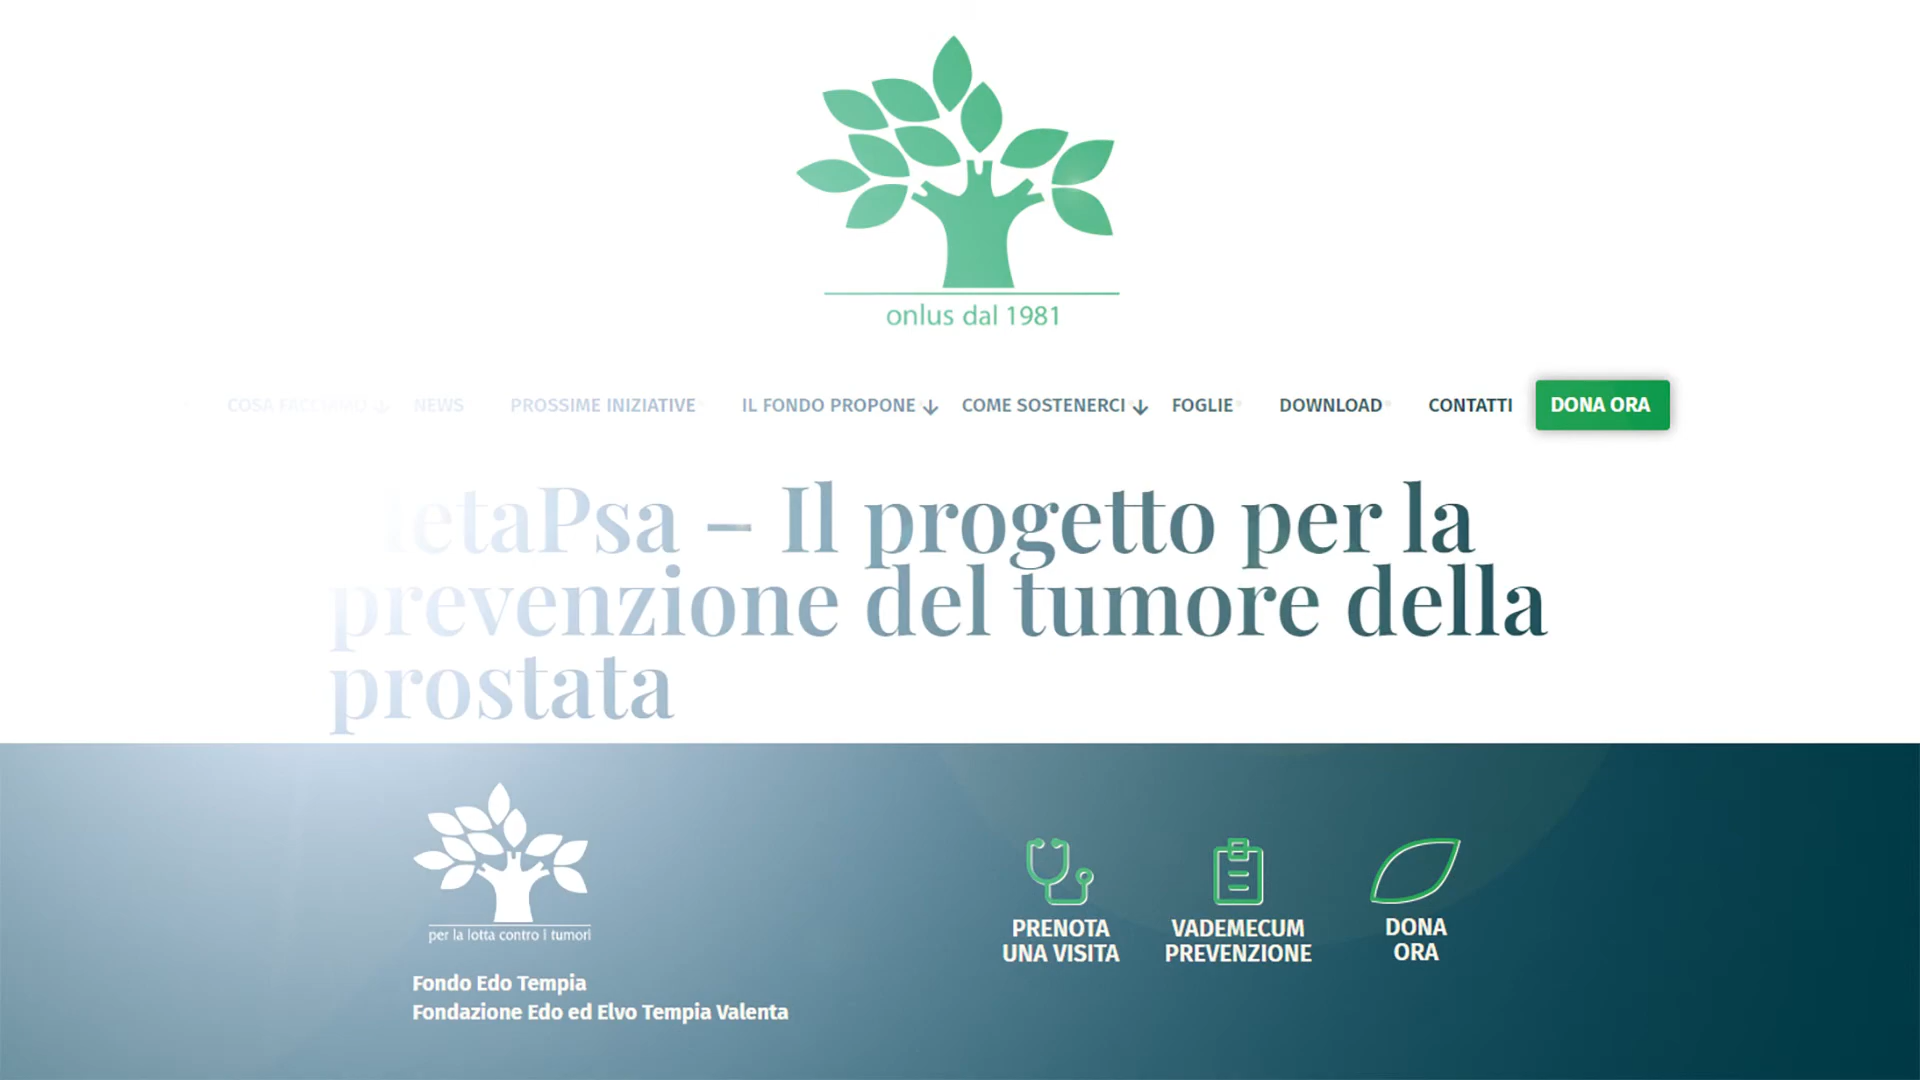 onlus dal 1981
COSA FACCIAMO NEWS PROSSIME INIZIATIVE IL FONDO PROPONE COME SOSTENERCI FOGLIE DOWNLOAD CONTATTI DONA ORA
– Il progetto per la
prevenzione del tumore della
prostata
per la lotta contro i tumori
Fondo Edo Tempia
Fondazione Edo ed Elvo Tempia Valenta
PRENOTA
UNA VISITA
VADEMECUM
PREVENZIONE
DONA
ORA